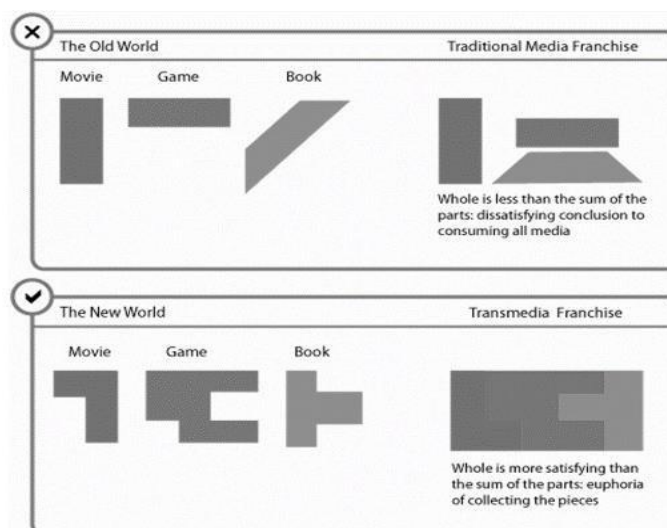 The Old World
Traditional Media Franchise
Movie
Game
Book
Whole is less than the sum of the
parts: dissatisfying conclusion to
consuming all media
The New World
Transmedia Franchise
Movie
Game
Book
Whole is more satisfying than
the sum of the parts: euphoria
of collecting the pieces